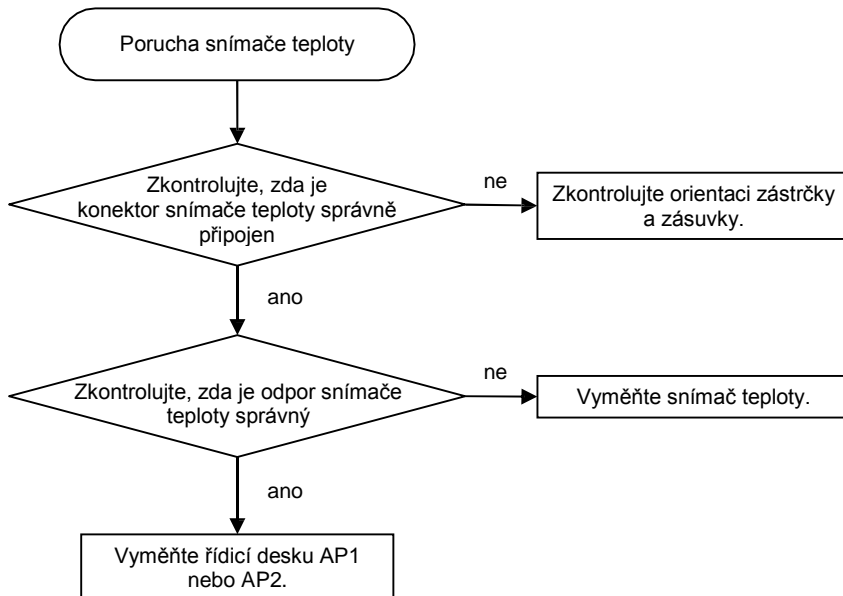 Porucha snímače teploty
Zkontrolujte, zda je
konektor snímače teploty správně
připojen
ne
Zkontrolujte orientaci zástrčky
a zásuvky.
ano
Zkontrolujte, zda je odpor snímače
teploty správný
ne
Vyměňte snímač teploty.
ano
Vyměňte řídicí desku AP1
nebo AP2.